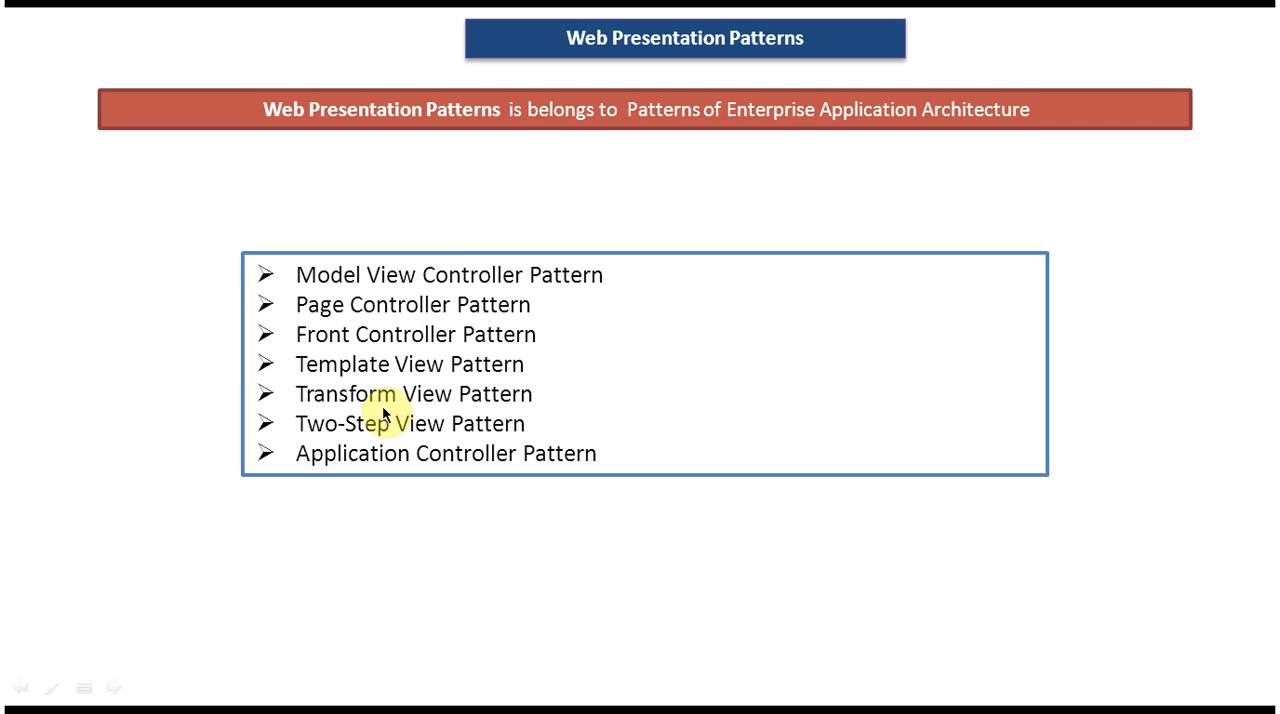 Web Presentation Patterns
Web Presentation Patterns is belongs to Patterns of Enterprise Application Architecture
Model View Controller Pattern
Page Controller Pattern
Front Controller Pattern
Template View Pattern
Transform View Pattern
Two-Step View Pattern
Application Controller Pattern